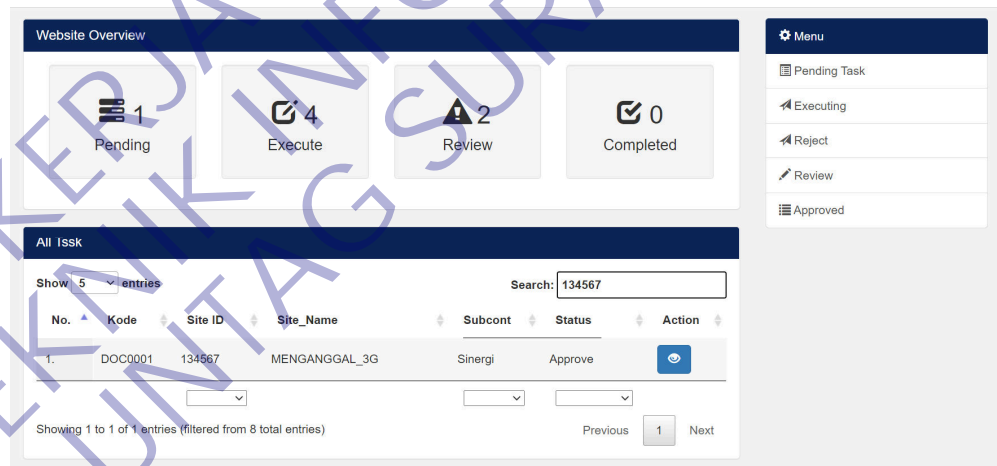 Website Overview
1
Pending
4
Execute
2
Review
0
Completed
Menu
Pending Task
Executing
Reject
Review
Approved
All Issk
Show 5 entries
Search: 134567
No. Kode Site ID Site_Name Subcont Status Action
1. DOC0001 134567 MENGANGGAL_3G Sinergi Approve
Showing 1 to 1 of 1 entries (filtered from 8 total entries)
Previous 1 Next